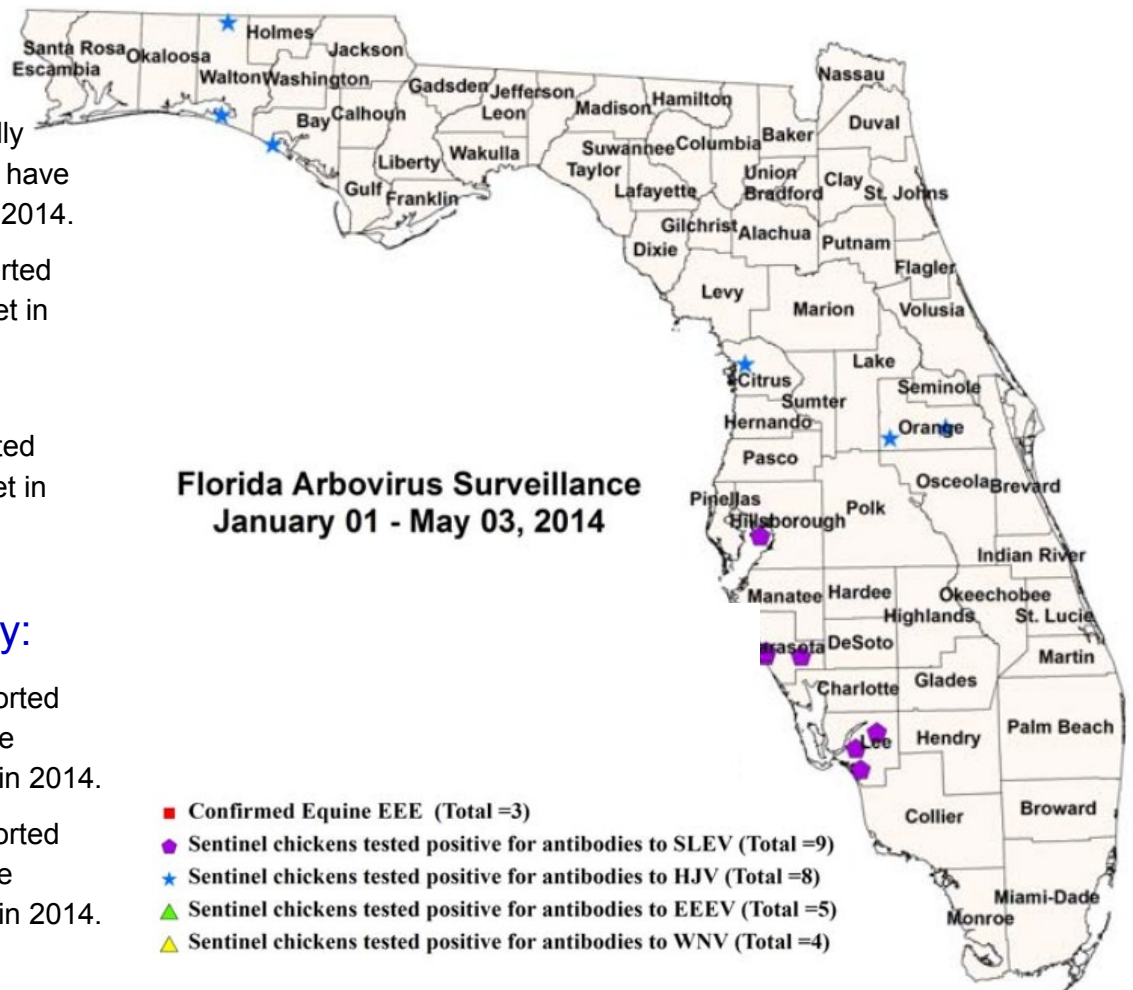 lly
have
2014.
rted
et in
ted
et in
y:
orted
e
in 2014.
orted
e
in 2014.
Florida Arbovirus Surveillance
January 01 - May 03, 2014
Santa Rosa
Escambia
Okaloosa
Walton
Holmes
Washington
Jackson
Bay
Calhoun
Gulf
Liberty
Franklin
Gadsden
Leon
Wakulla
Jefferson
Madison
Taylor
Hamilton
Suwannee
Lafayette
Columbia
Baker
Nassau
Duval
Union
Bradford
Clay
St. Johns
Gilchrist
Dixie
Alachua
Putnam
Flagler
Levy
Marion
Volusia
Citrus
Lake
Sumter
Seminole
Hernando
Orange
Pasco
Osceola
Brevard
Pinellas
Hillsborough
Polk
Indian River
Manatee
Hardee
Highlands
Okeechobee
St. Lucie
arasota
DeSoto
Martin
Charlotte
Glades
Lee
Hendry
Palm Beach
Collier
Broward
Monroe
Miami-Dade
Confirmed Equine EEE (Total =3)
Sentinel chickens tested positive for antibodies to SLEV (Total =9)
Sentinel chickens tested positive for antibodies to HJV (Total =8)
Sentinel chickens tested positive for antibodies to EEEV (Total =5)
Sentinel chickens tested positive for antibodies to WNV (Total =4)